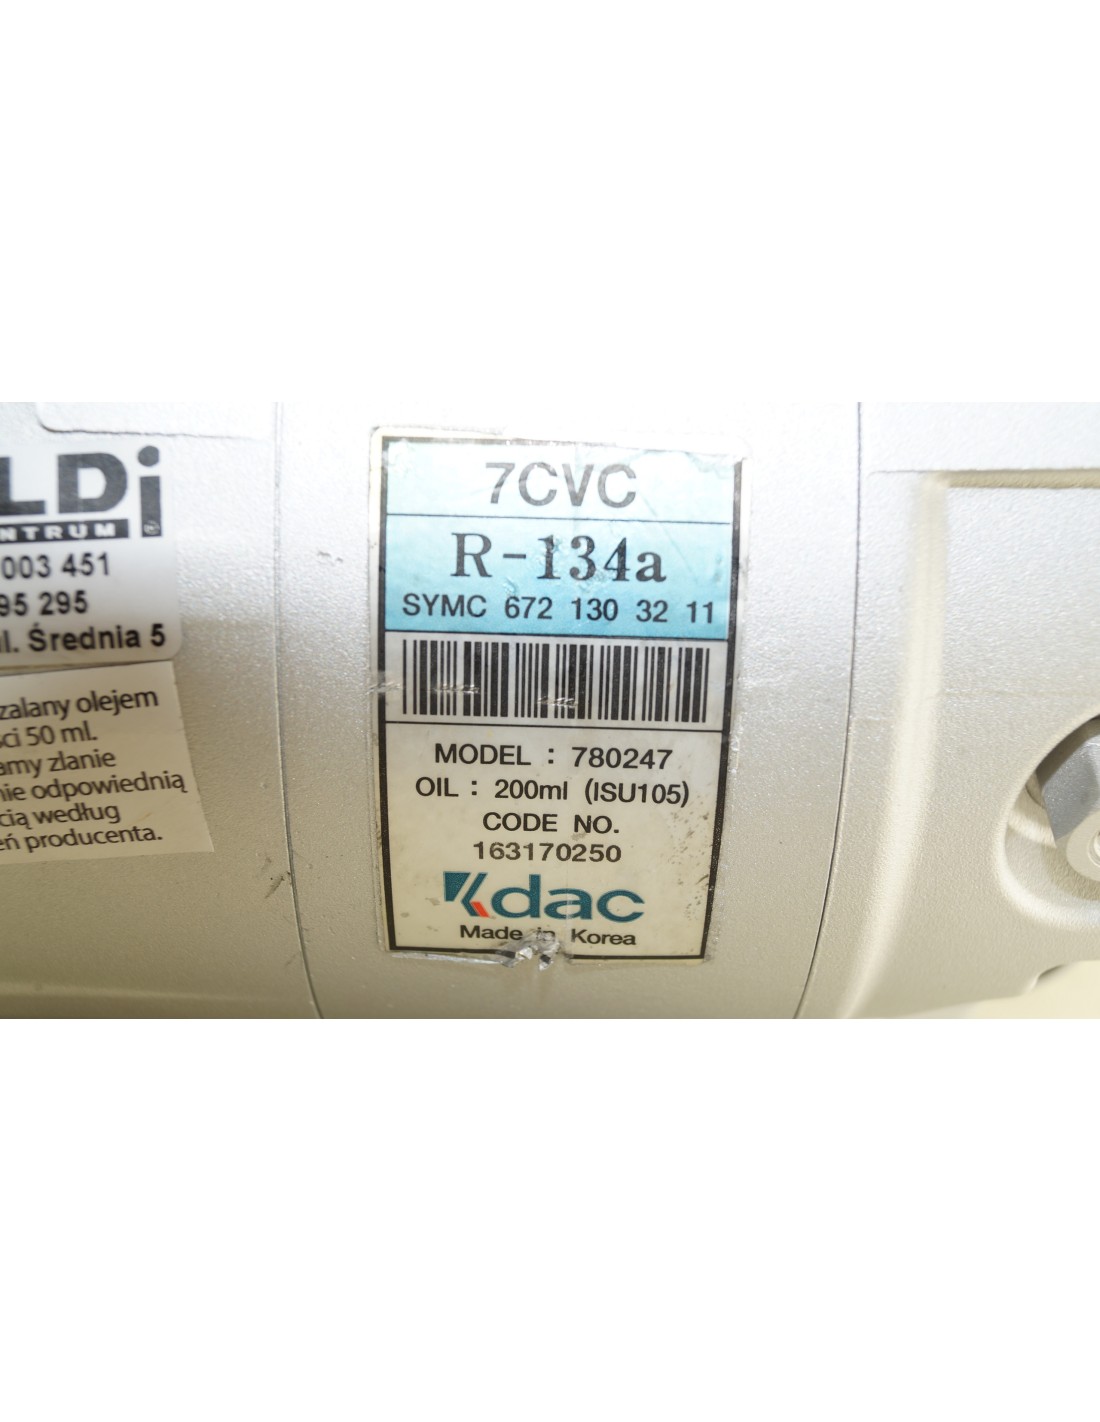 LDi
NTRUM
003 451
95 295
ul. Średnia 5
zalany olejem
ści 50 ml.
amy zlanie
nie odpowiednią
cią według
eń producenta.
7CVC
R-134a
SYMC 672 130 32 11
MODEL : 780247
OIL : 200ml (ISU105)
CODE NO.
163170250
Kdac
Made in Korea